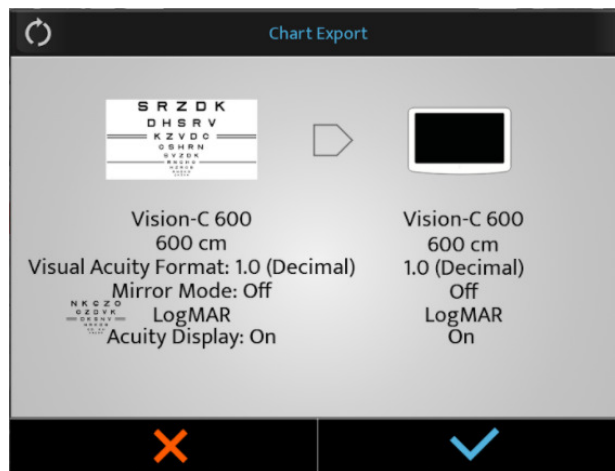 Chart Export
S R Z D K
D H S R V
K Z V D C
O S H R N
S V Z D K
Vision-C 600
600 cm
Visual Acuity Format: 1.0 (Decimal)
Mirror Mode: Off
LogMAR
Acuity Display: On
N K C Z O
C Z D V K
D K S N V
Vision-C 600
600 cm
1.0 (Decimal)
Off
LogMAR
On